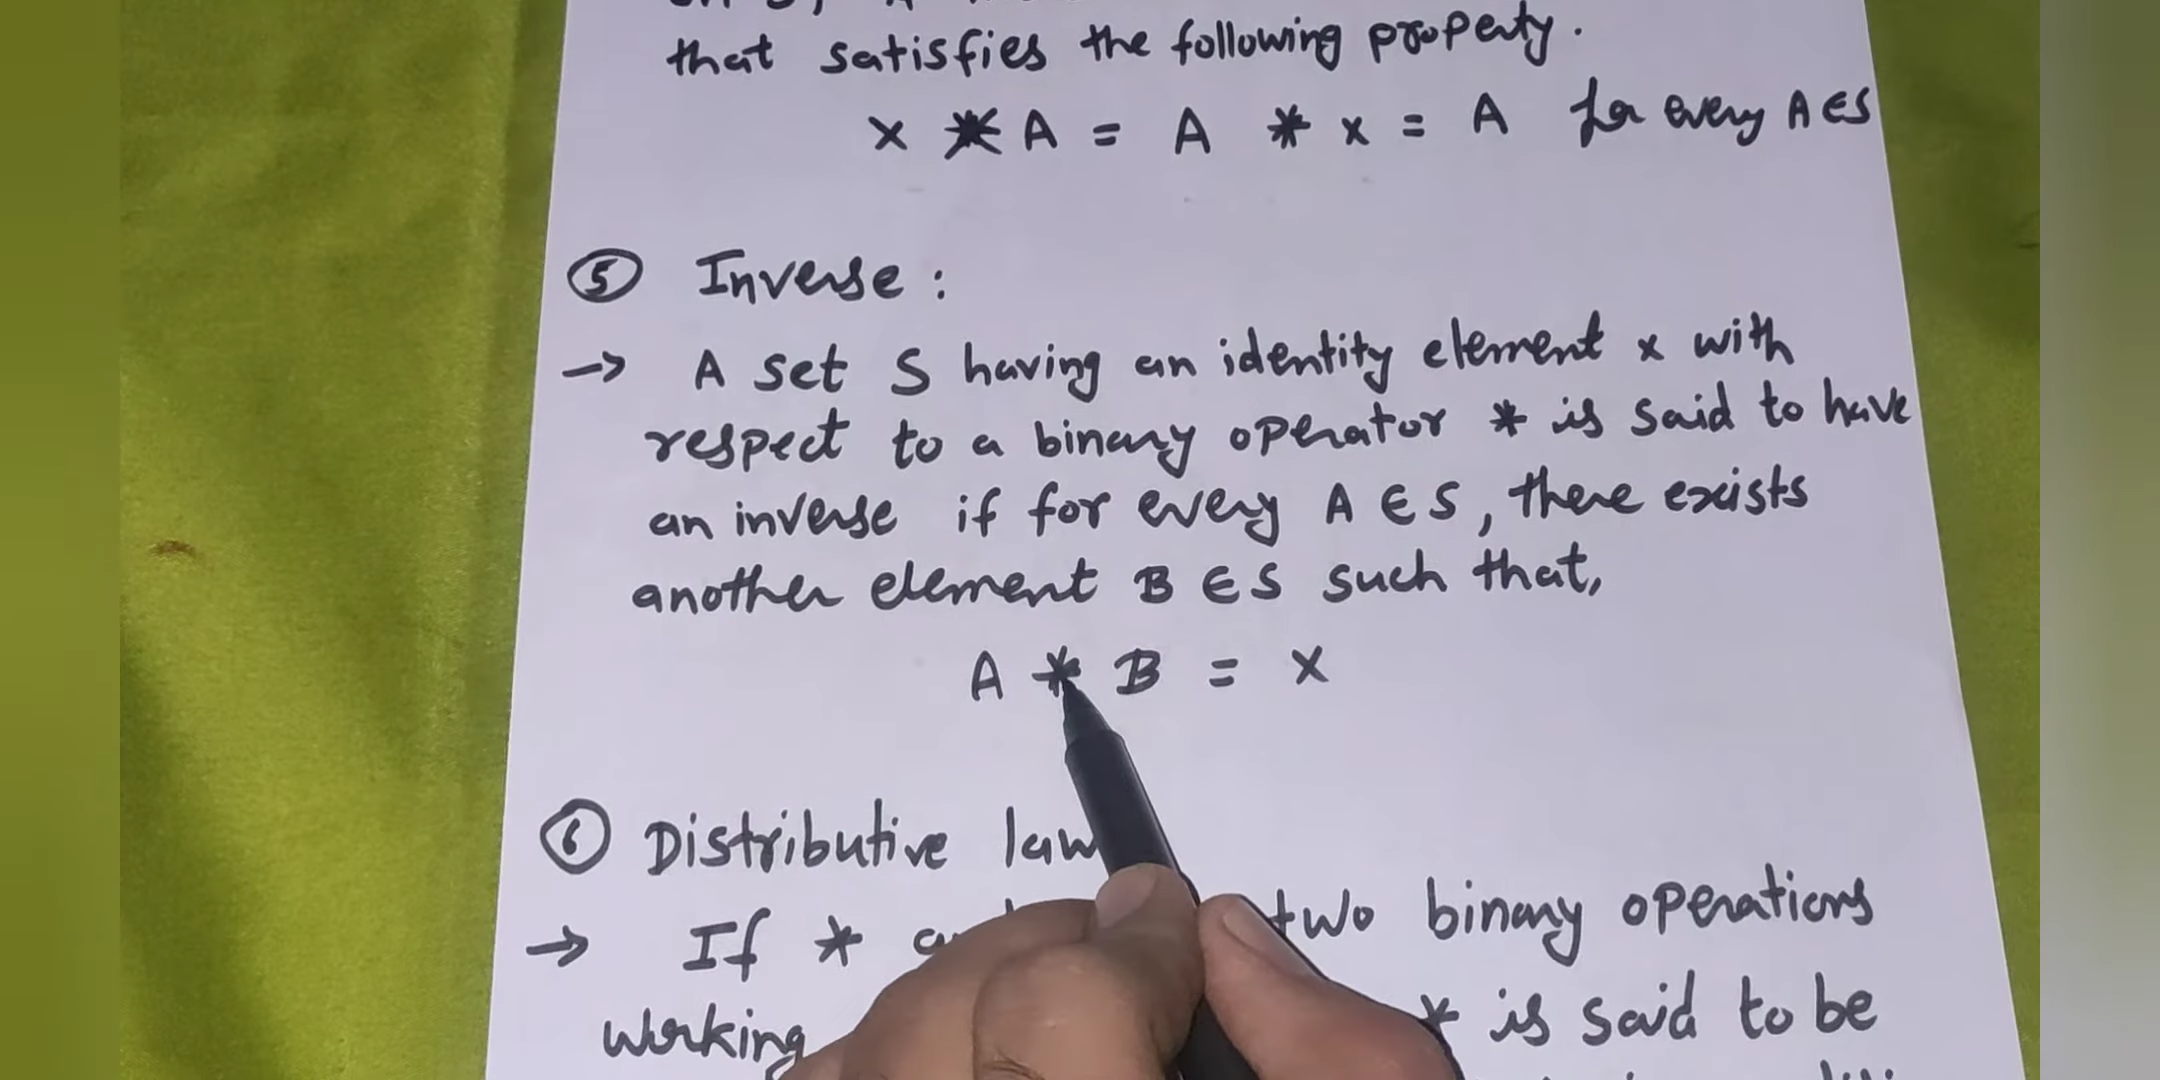 that satisfies the following property.
x * A = A * x = A for every A ∈ S
⑤ Inverse :
→ A set S having an identity element x with
respect to a binary operator * is said to have
an inverse if for every A ∈ S, there exists
another element B ∈ S such that,
A * B = X
⑥ Distributive law
→ If * two binary operations
working * is said to be